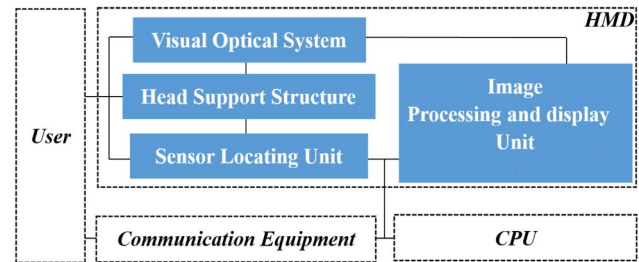 HMD
Visual Optical System
Head Support Structure
Sensor Locating Unit
Image
Processing and display
Unit
User
Communication Equipment
CPU